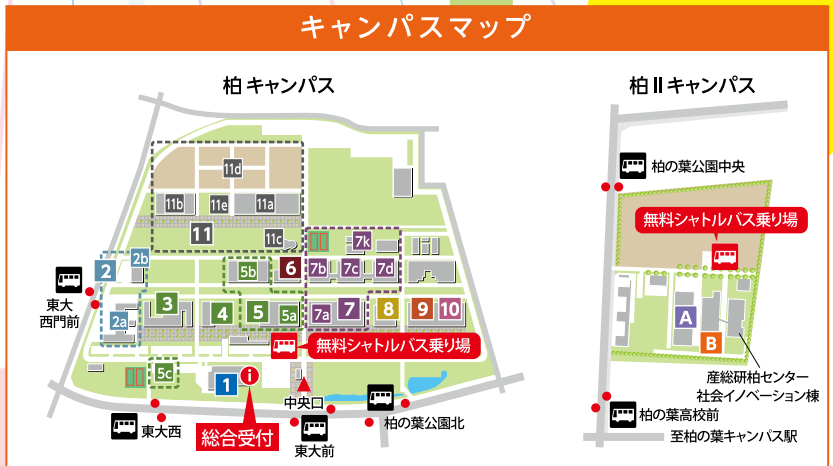 キャンパスマップ
柏キャンパス
11d
11b
11e
11a
11
11c
7k
2
2b
5b
6
7b
7c
7d
東大
西門前
2a
3
4
5
5a
7a
7
8
9
10
無料シャトルバス乗り場
5c
1
i
中央口
東大西
総合受付
東大前
柏の葉公園北
柏IIキャンパス
柏の葉公園中央
無料シャトルバス乗り場
A
B
産総研柏センター
社会イノベーション棟
柏の葉高校前
至柏の葉キャンパス駅